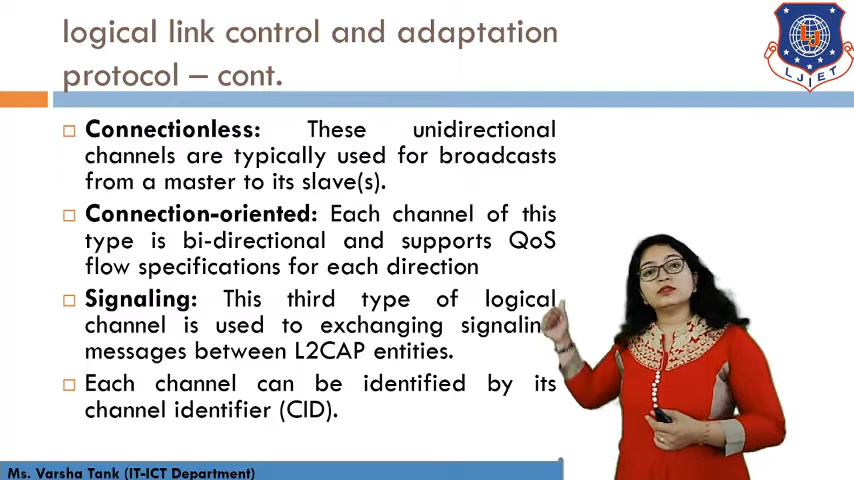 logical link control and adaptation
protocol – cont.
LJIET
Connectionless: These unidirectional
channels are typically used for broadcasts
from a master to its slave(s).
Connection-oriented: Each channel of this
type is bi-directional and supports QoS
flow specifications for each direction
Signaling: This third type of logical
channel is used to exchanging signaling
messages between L2CAP entities.
Each channel can be identified by its
channel identifier (CID).
Ms. Varsha Tank (IT-ICT Department)